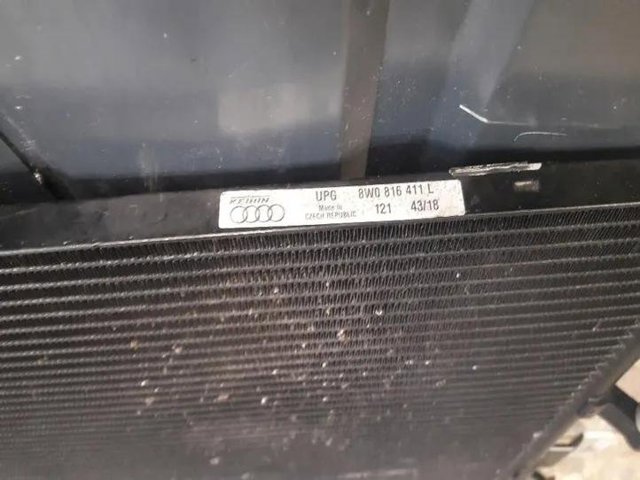 KEIHIN
UPG 8W0 816 411 L
Made in
CZECH REPUBLIC 121 43/18